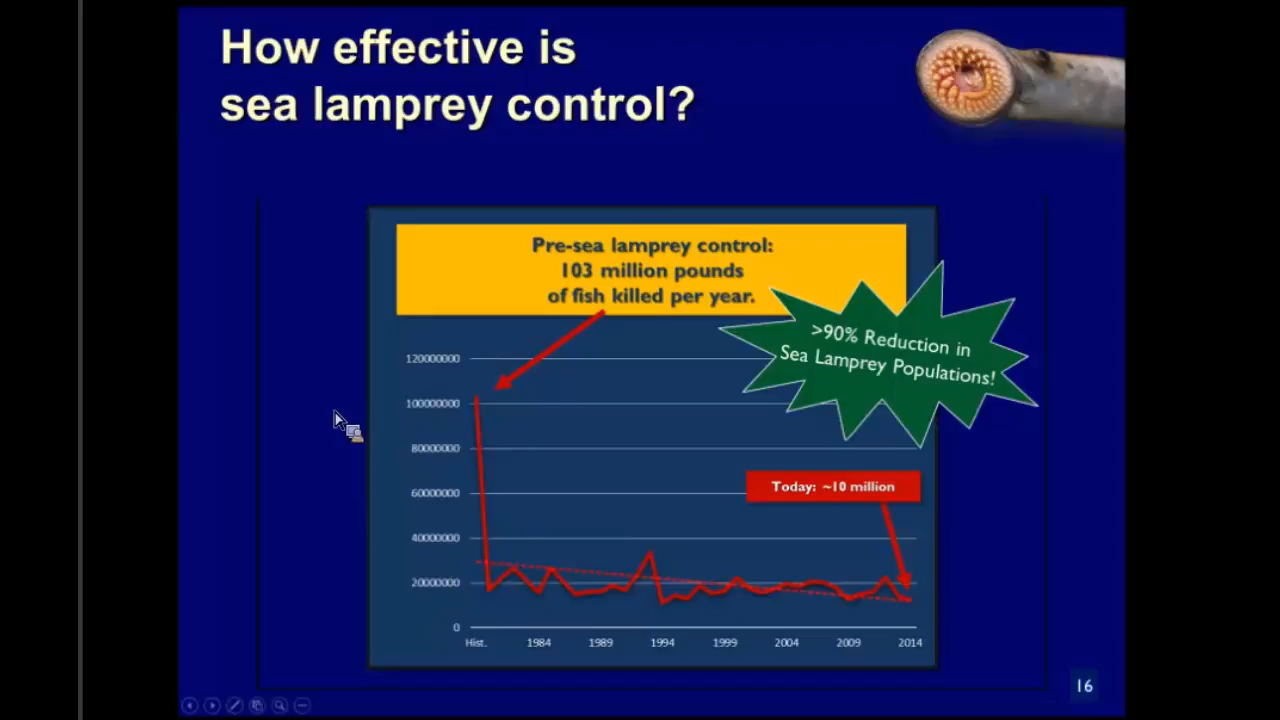 How effective is
sea lamprey control?
Pre-sea lamprey control:
103 million pounds
of fish killed per year.
>90% Reduction in
Sea Lamprey Populations!
120000000
100000000
80000000
60000000
40000000
20000000
0
Today: ~10 million
Hist. 1984 1989 1994 1999 2004 2009 2014
16